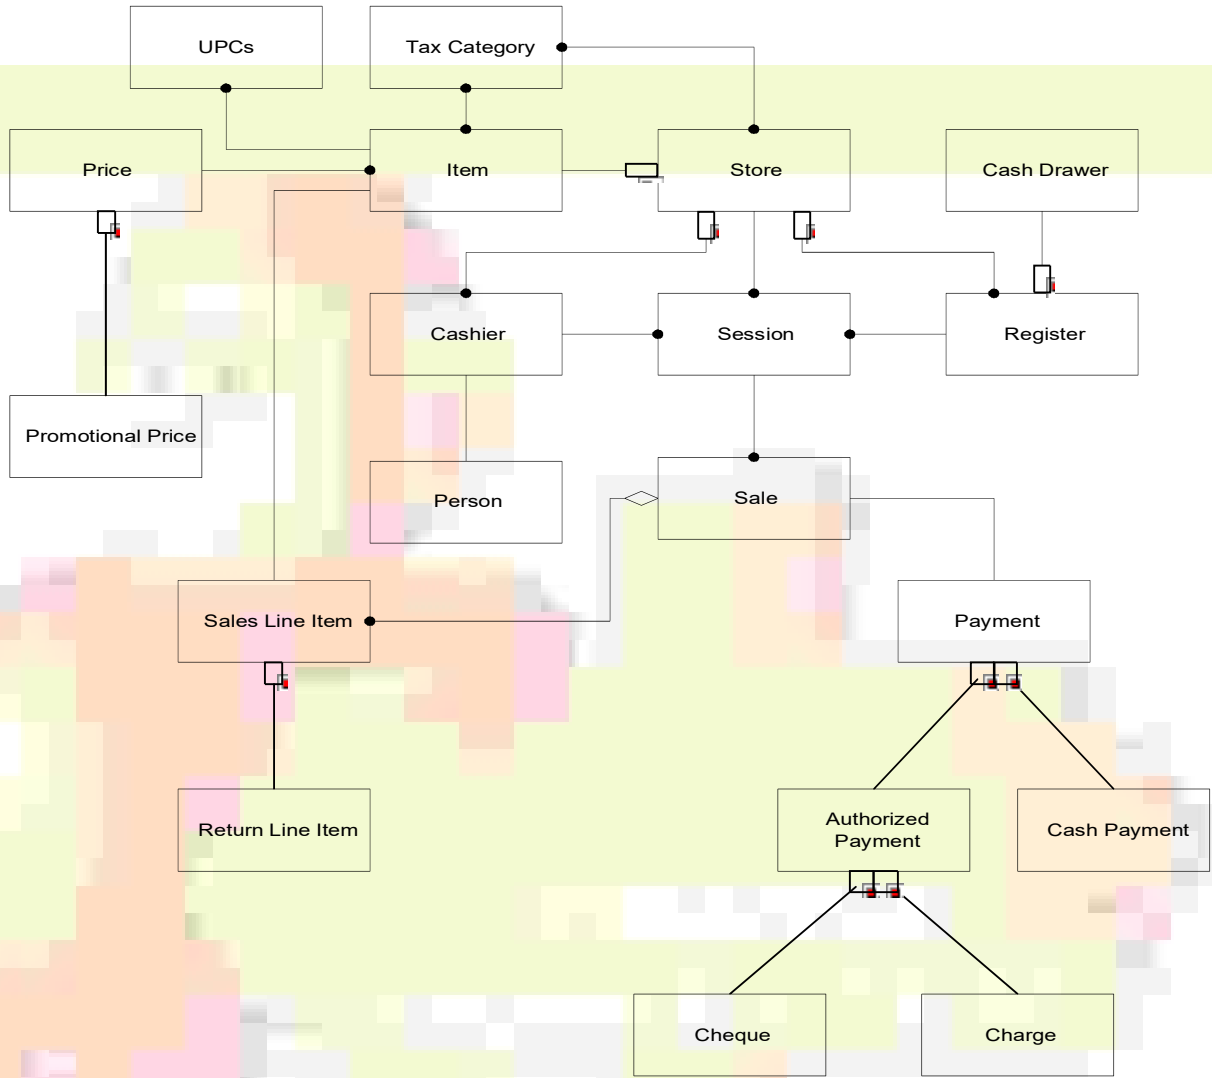 UPCs
Tax Category
Price
Item
Store
Cash Drawer
Cashier
Session
Register
Promotional Price
Person
Sale
Sales Line Item
Payment
Return Line Item
Authorized
Payment
Cash Payment
Cheque
Charge